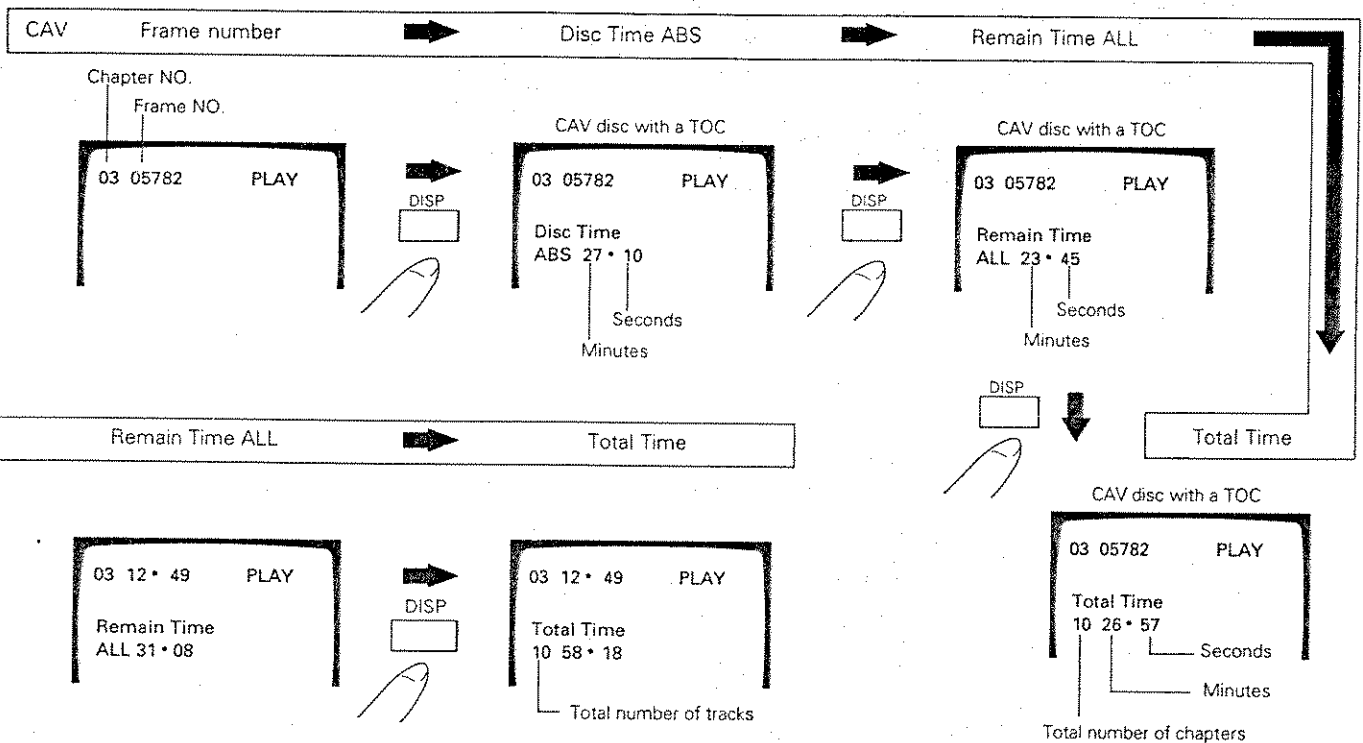 CAV Frame number Disc Time ABS Remain Time ALL
Chapter NO.
Frame NO.
03 05782 PLAY
DISP
CAV disc with a TOC
03 05782 PLAY
Disc Time
ABS 27 • 10
Seconds
Minutes
DISP
CAV disc with a TOC
03 05782 PLAY
Remain Time
ALL 23 • 45
Seconds
Minutes
DISP
Total Time
CAV disc with a TOC
03 05782 PLAY
Total Time
10 26 • 57
Seconds
Minutes
Total number of chapters
Remain Time ALL Total Time
03 12 • 49 PLAY
Remain Time
ALL 31 • 08
DISP
03 12 • 49 PLAY
Total Time
10 58 • 18
Total number of tracks